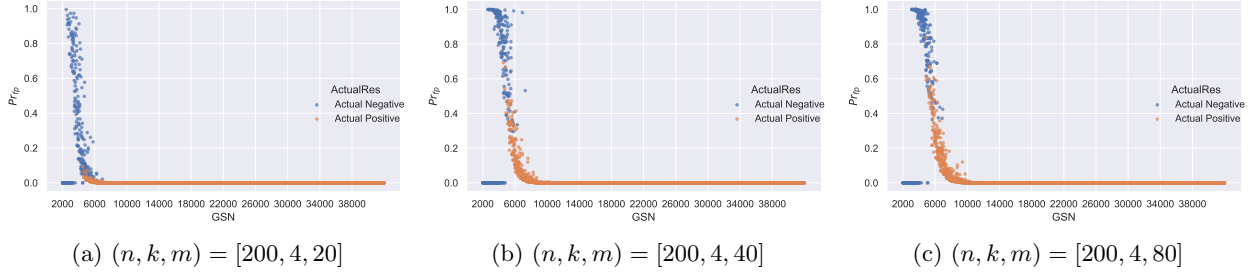 1.0
0.8
0.6
0.4
0.2
0.0
Pr_fp
2000 6000 10000 14000 18000 22000 26000 30000 34000 38000
GSN
ActualRes
Actual Negative
Actual Positive
(a) (n, k, m) = [200, 4, 20]
1.0
0.8
0.6
0.4
0.2
0.0
Pr_fp
2000 6000 10000 14000 18000 22000 26000 30000 34000 38000
GSN
ActualRes
Actual Negative
Actual Positive
(b) (n, k, m) = [200, 4, 40]
1.0
0.8
0.6
0.4
0.2
0.0
Pr_fp
2000 6000 10000 14000 18000 22000 26000 30000 34000 38000
GSN
ActualRes
Actual Negative
Actual Positive
(c) (n, k, m) = [200, 4, 80]